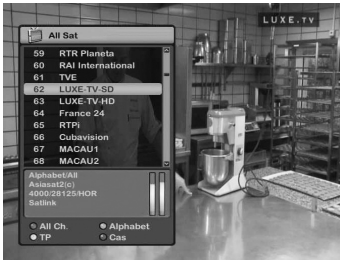 LUXE.TV
All Sat
59 RTR Planeta
60 RAI International
61 TVE
62 LUXE-TV-SD
63 LUXE-TV-HD
64 France 24
65 RTPi
66 Cubavision
67 MACAU1
68 MACAU2
Alphabet/All
Asiasat2(c)
4000/28125/HOR
Satlink
All Ch.
Alphabet
TP
Cas